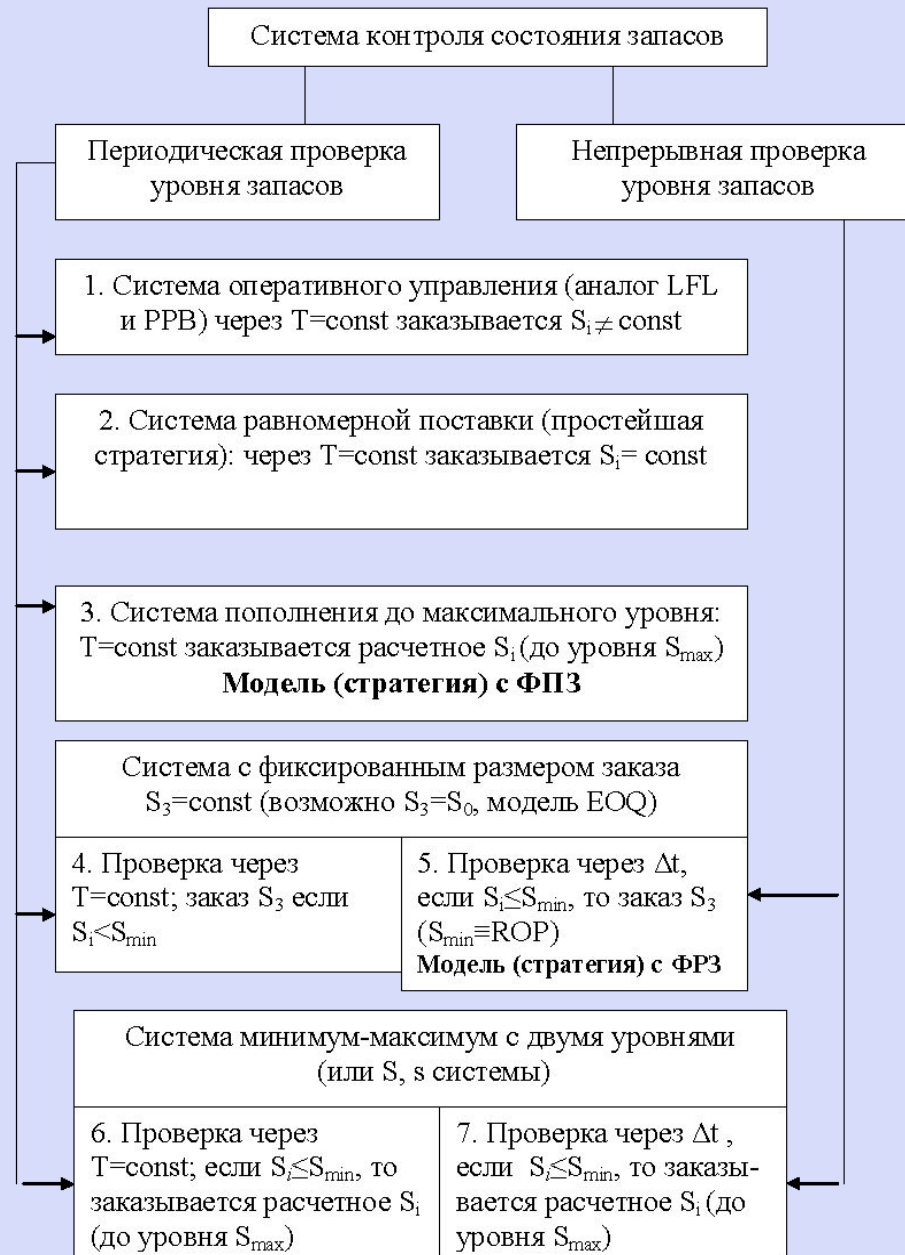 Система контроля состояния запасов
Периодическая проверка
уровня запасов
Непрерывная проверка
уровня запасов
1. Система оперативного управления (аналог LFL
и PPB) через T=const заказывается Si ≠ const
2. Система равномерной поставки (простейшая
стратегия): через T=const заказывается Si= const
3. Система пополнения до максимального уровня:
T=const заказывается расчетное Si (до уровня Smax)
Модель (стратегия) с ФПЗ
Система с фиксированным размером заказа
S3=const (возможно S3=S0, модель EOQ)
4. Проверка через
T=const; заказ S3 если
Si<Smin
5. Проверка через Δt,
если Si≤Smin, то заказ S3
(Smin≡ROP)
Модель (стратегия) с ФРЗ
Система минимум-максимум с двумя уровнями
(или S, s системы)
6. Проверка через
T=const; если Si≤Smin, то
заказывается расчетное Si
(до уровня Smax)
7. Проверка через Δt ,
если Si≤Smin, то заказы-
вается расчетное Si (до
уровня Smax)